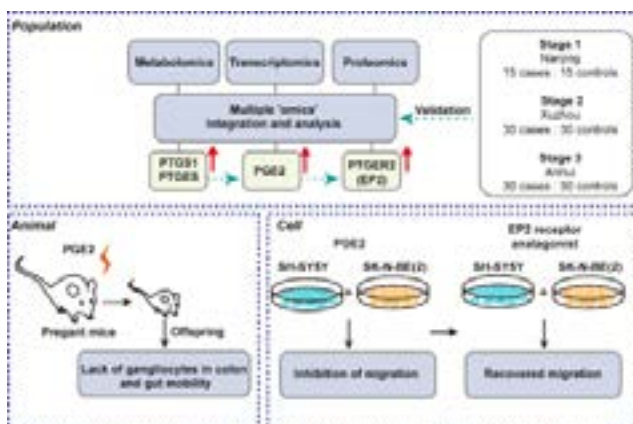 Population
Metabolomics
Transcriptomics
Proteomics
Multiple 'omics'
integration and analysis
Validation
PTGS1
PTGES
PGE2
PTGER2
(EP2)
Stage 1
Nanjing
15 cases : 15 controls
Stage 2
Xuzhou
30 cases : 30 controls
Stage 3
Anhui
30 cases : 30 controls
Animal
PGE2
Pregant mice
Offspring
Lack of gangliocytes in colon
and gut mobility
Cell
PGE2
SH-SY5Y
SK-N-BE(2)
EP2 receptor
antagonist
SH-SY5Y
SK-N-BE(2)
Inhibition of migration
Recovered migration